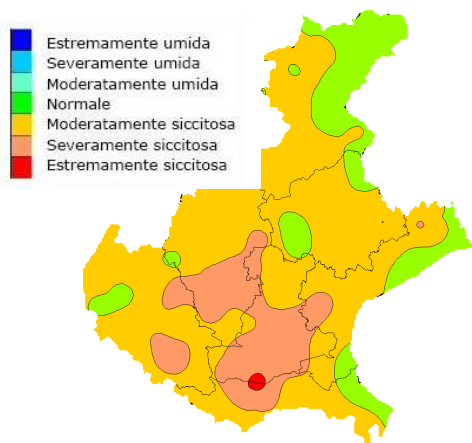 Estremamente umida
Severamente umida
Moderatamente umida
Normale
Moderatamente siccitosa
Severamente siccitosa
Estremamente siccitosa